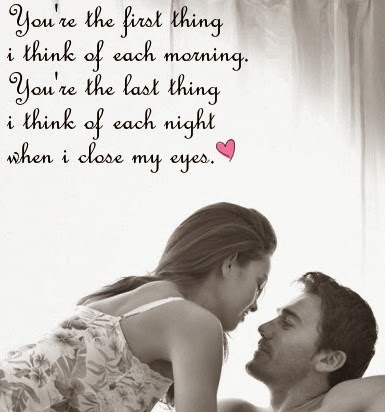 You're the first thing
i think of each morning.
You're the last thing
i think of each night
when i close my eyes.